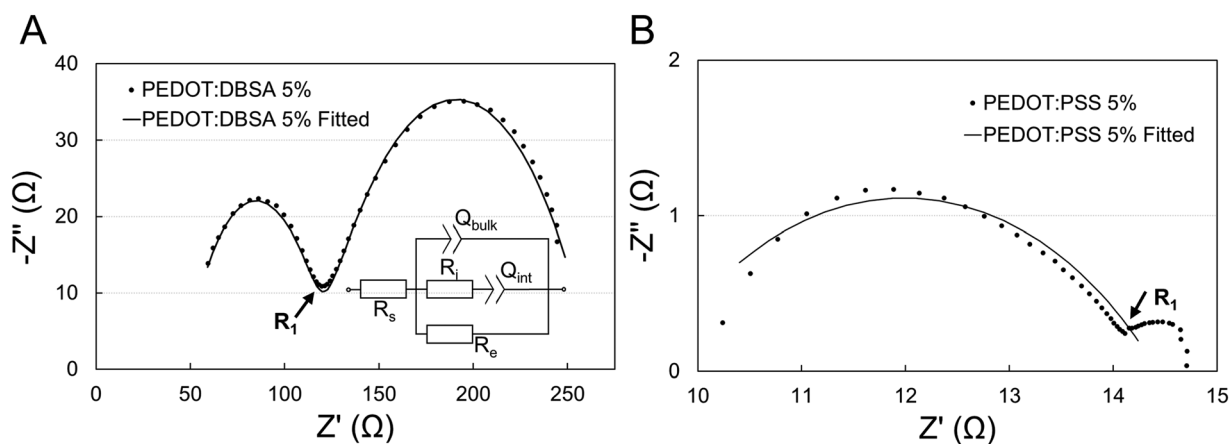 A
B
-Z" (Ω)
40
30
20
10
0
PEDOT:DBSA 5%
PEDOT:DBSA 5% Fitted
R1
Qbulk
Ri
Qint
Rs
Re
0
50
100
150
200
250
Z' (Ω)
-Z" (Ω)
2
1
0
PEDOT:PSS 5%
PEDOT:PSS 5% Fitted
R1
10
11
12
13
14
15
Z' (Ω)